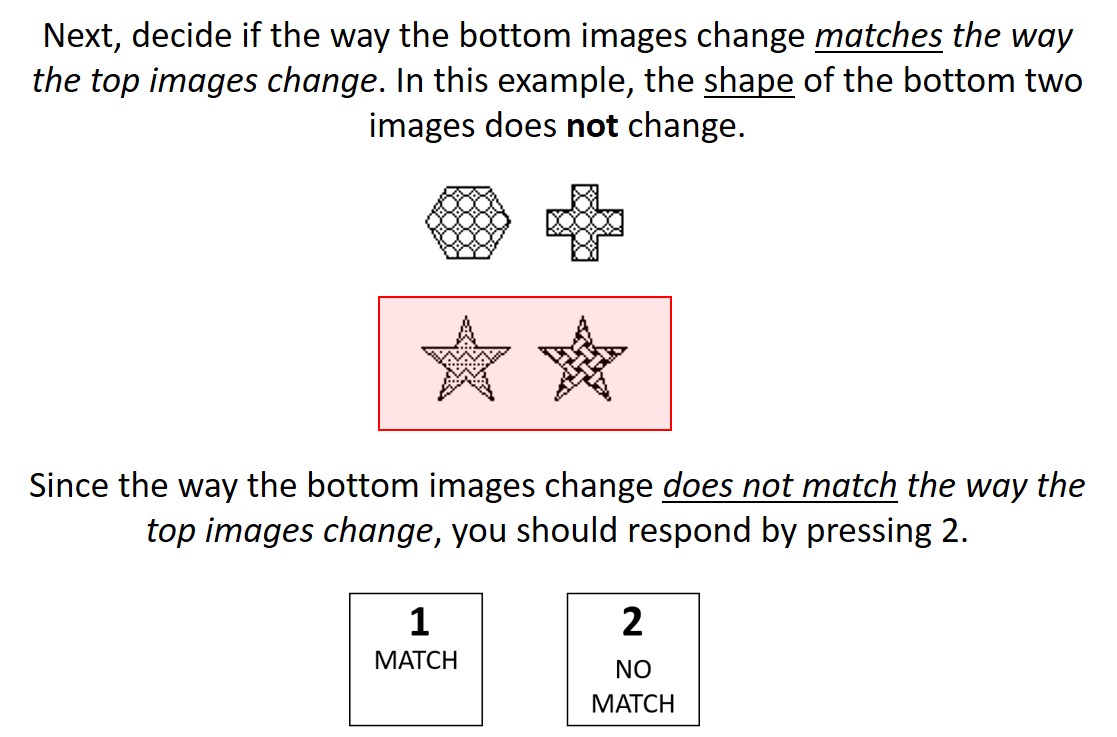 Next, decide if the way the bottom images change matches the way
the top images change. In this example, the shape of the bottom two
images does not change.
Since the way the bottom images change does not match the way the
top images change, you should respond by pressing 2.
1
MATCH
2
NO
MATCH